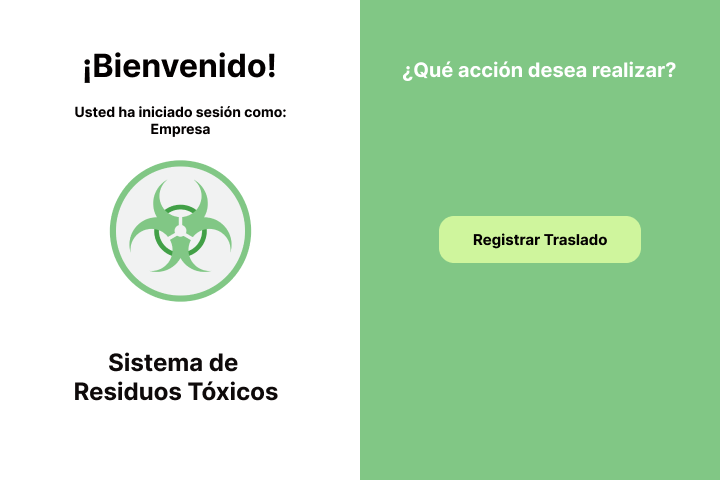 ¡Bienvenido!
Usted ha iniciado sesión como:
Empresa
Sistema de
Residuos Tóxicos
¿Qué acción desea realizar?
Registrar Traslado